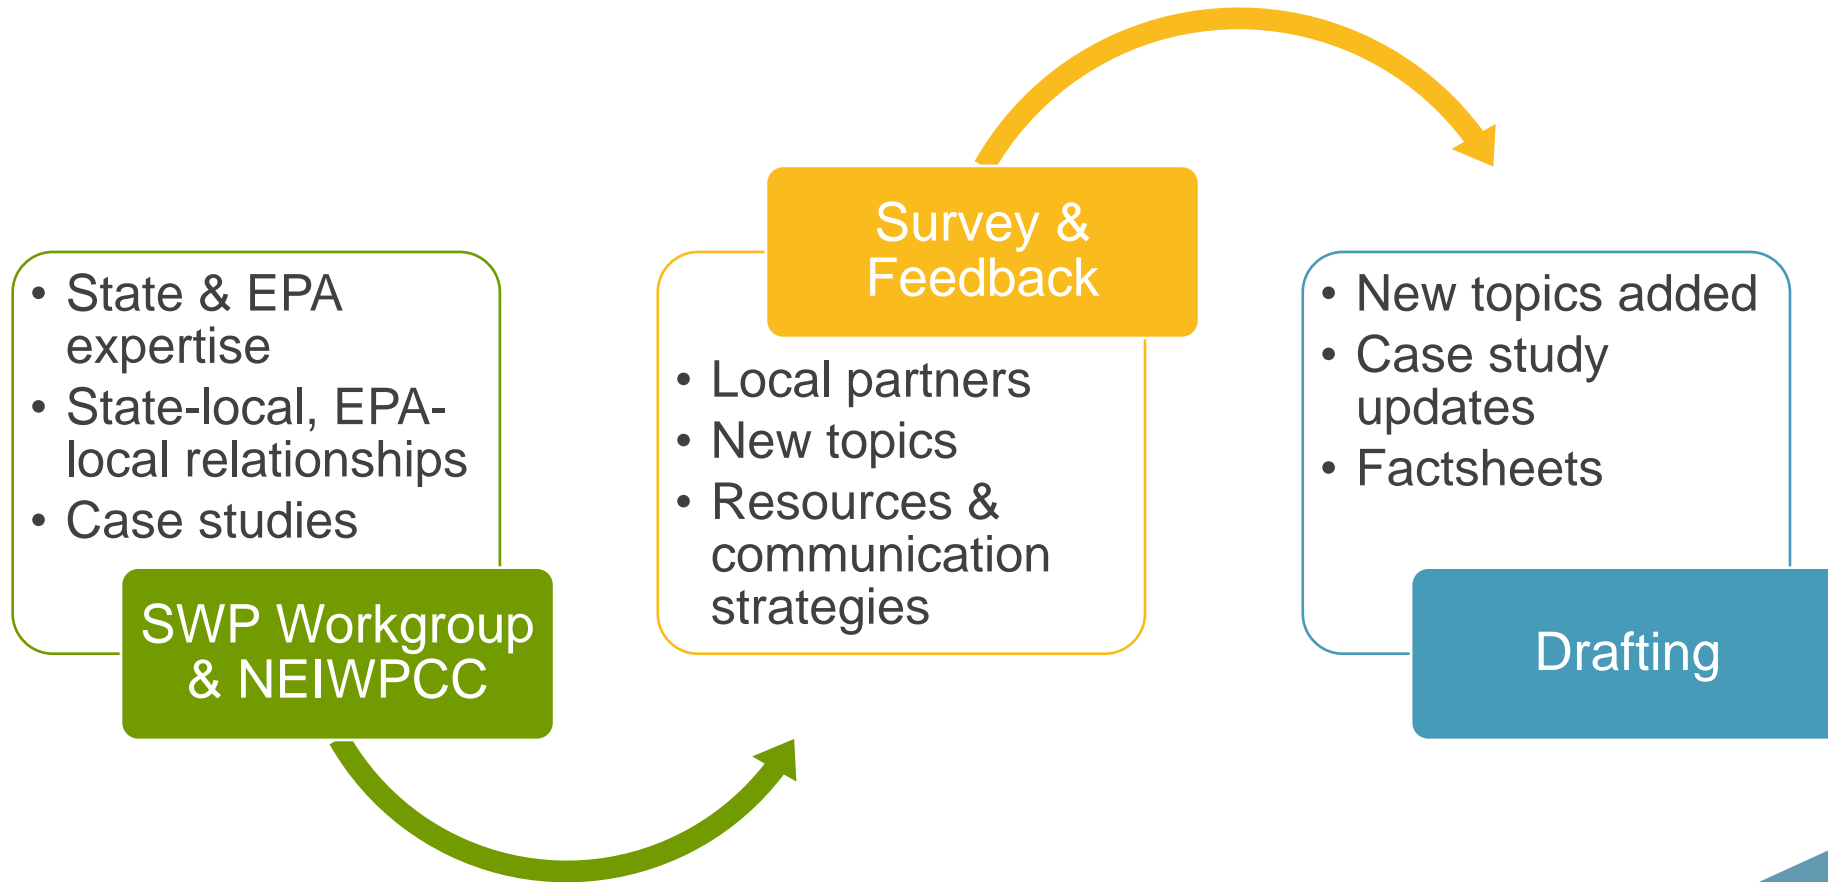 • State & EPA
expertise
• State-local, EPA-
local relationships
• Case studies
SWP Workgroup
& NEIWPCC
Survey &
Feedback
• Local partners
• New topics
• Resources &
communication
strategies
• New topics added
• Case study
updates
• Factsheets
Drafting